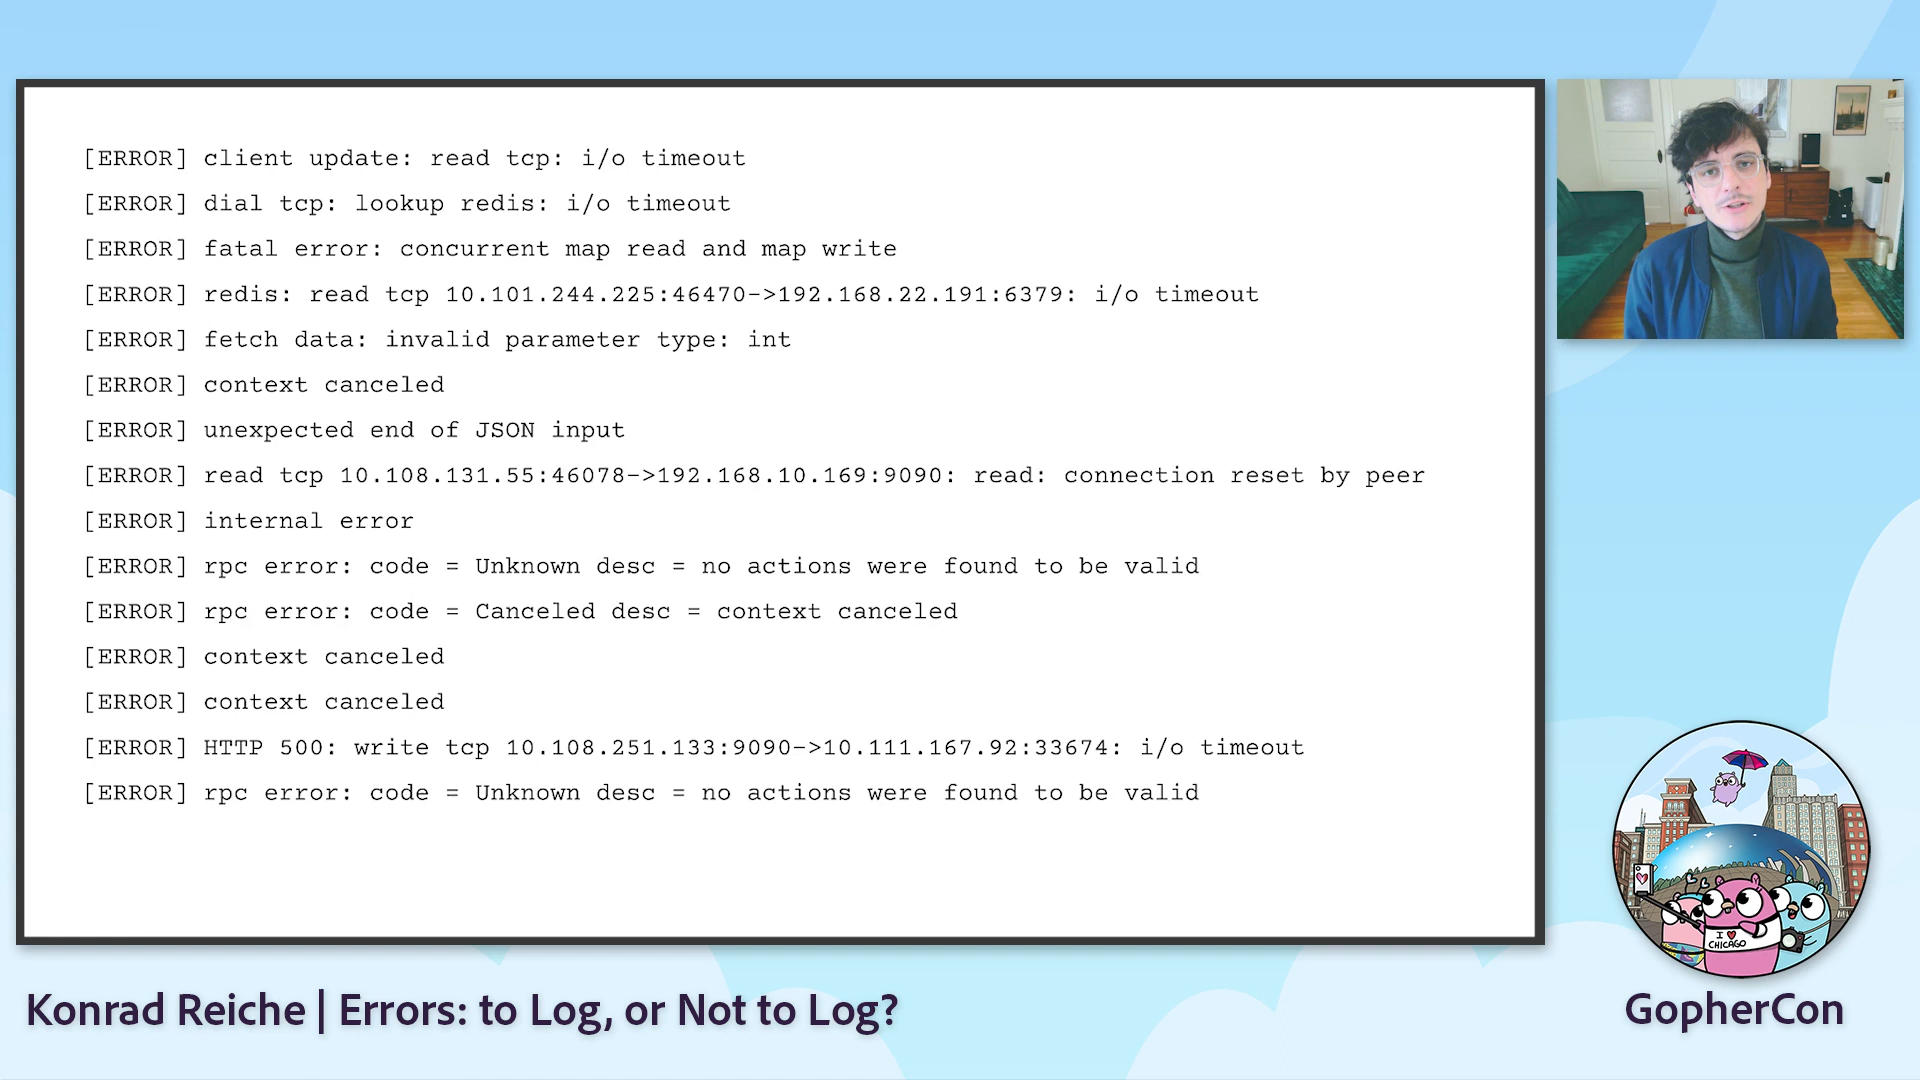 [ERROR] client update: read tcp: i/o timeout
[ERROR] dial tcp: lookup redis: i/o timeout
[ERROR] fatal error: concurrent map read and map write
[ERROR] redis: read tcp 10.101.244.225:46470->192.168.22.191:6379: i/o timeout
[ERROR] fetch data: invalid parameter type: int
[ERROR] context canceled
[ERROR] unexpected end of JSON input
[ERROR] read tcp 10.108.131.55:46078->192.168.10.169:9090: read: connection reset by peer
[ERROR] internal error
[ERROR] rpc error: code = Unknown desc = no actions were found to be valid
[ERROR] rpc error: code = Canceled desc = context canceled
[ERROR] context canceled
[ERROR] context canceled
[ERROR] HTTP 500: write tcp 10.108.251.133:9090->10.111.167.92:33674: i/o timeout
[ERROR] rpc error: code = Unknown desc = no actions were found to be valid
I ♥
CHICAGO
Konrad Reiche | Errors: to Log, or Not to Log?
GopherCon